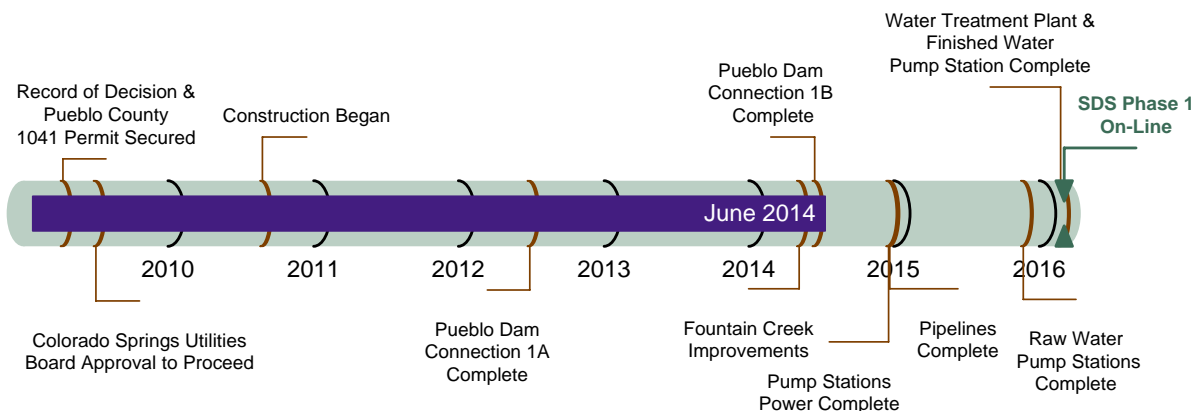 Record of Decision &
Pueblo County
1041 Permit Secured
Construction Began
Pueblo Dam
Connection 1B
Complete
Water Treatment Plant &
Finished Water
Pump Station Complete
SDS Phase 1
On-Line
June 2014
2010
2011
2012
2013
2014
2015
2016
Colorado Springs Utilities
Board Approval to Proceed
Pueblo Dam
Connection 1A
Complete
Fountain Creek
Improvements
Pump Stations
Power Complete
Pipelines
Complete
Raw Water
Pump Stations
Complete